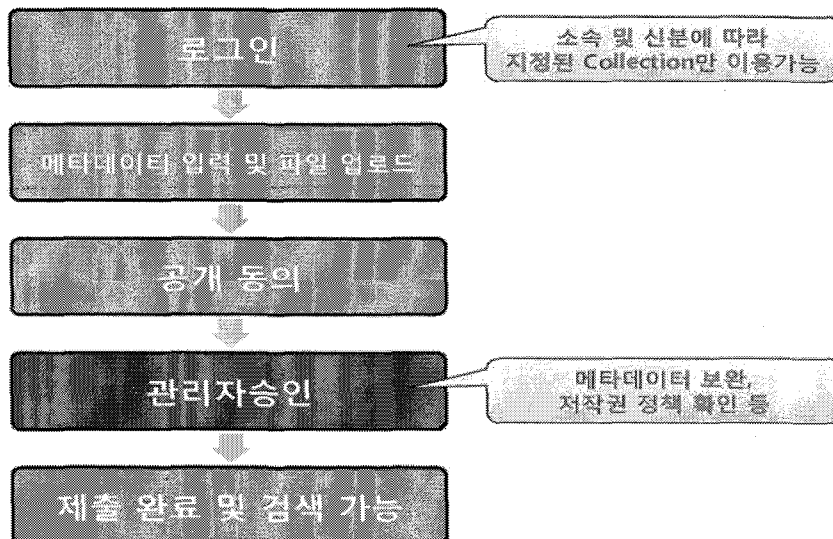 로그인
소속 및 신분에 따라
지정된 Collection만 이용가능
메타데이터 입력 및 파일 업로드
공개 동의
관리자승인
메타데이터 보완,
저작권 정책 확인 등
제출 완료 및 검색 가능